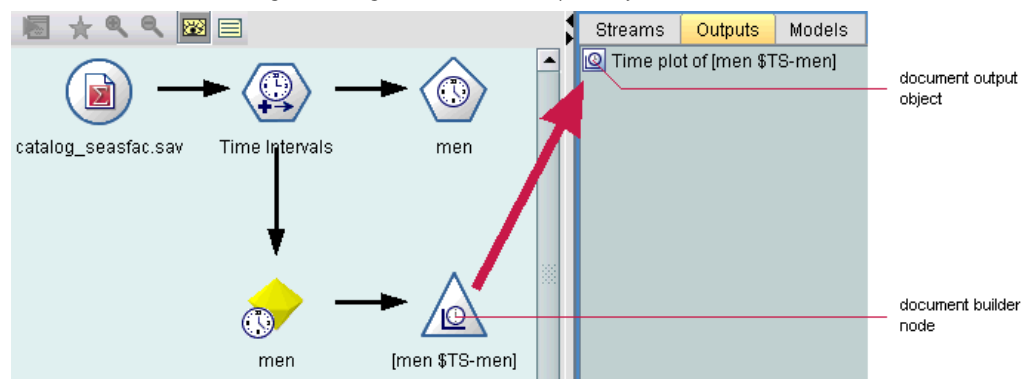 Streams Outputs Models
Time plot of [men $TS-men]
document output
object
catalog_seasfac.sav Time Intervals men
document builder
node
men [men $TS-men]